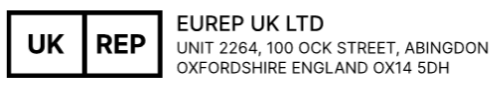 UK REP
EUREP UK LTD
UNIT 2264, 100 OCK STREET, ABINGDON
OXFORDSHIRE ENGLAND OX14 5DH